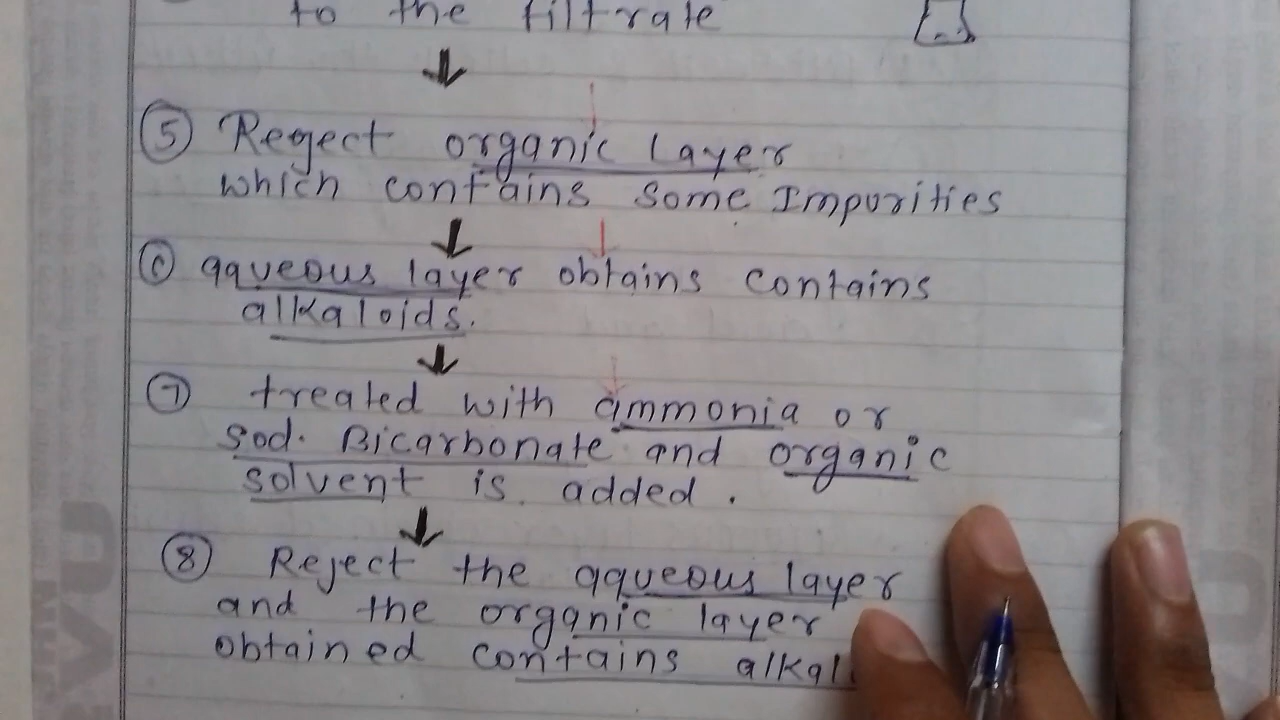 to the filtrate
⑤ Reject organic layer
which contains some Impurities
⑥ aqueous layer obtains contains
alkaloids.
⑦ treated with ammonia or
sod. Bicarbonate and organic
solvent is added.
⑧ Reject the aqueous layer
and the organic layer
obtained contains alkal